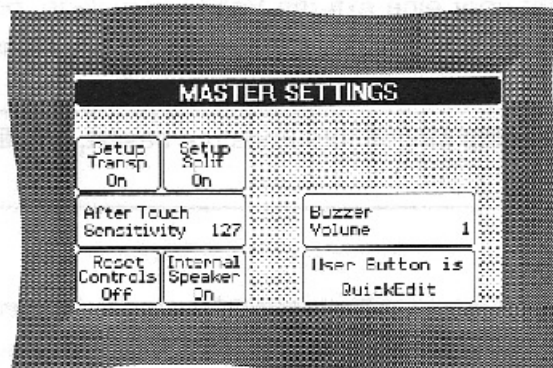 MASTER SETTINGS
Setup Transp On
Setup Split On
After Touch Sensitivity 127
Buzzer Volume 1
Reset Controls Off
Internal Speaker On
User Button is QuickEdit